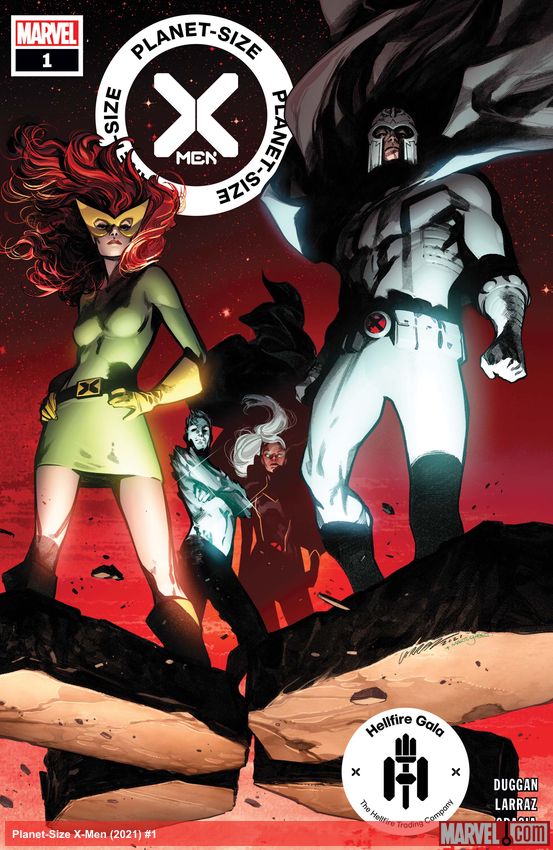 MARVEL
1
PLANET-SIZE
PLANET-SIZE
SIZE
X
MEN
Hellfire Gala
X X
The Hellfire Trading Company
DUGGAN
LARRAZ
GRACIA
Planet-Size X-Men (2021) #1
MARVEL.com